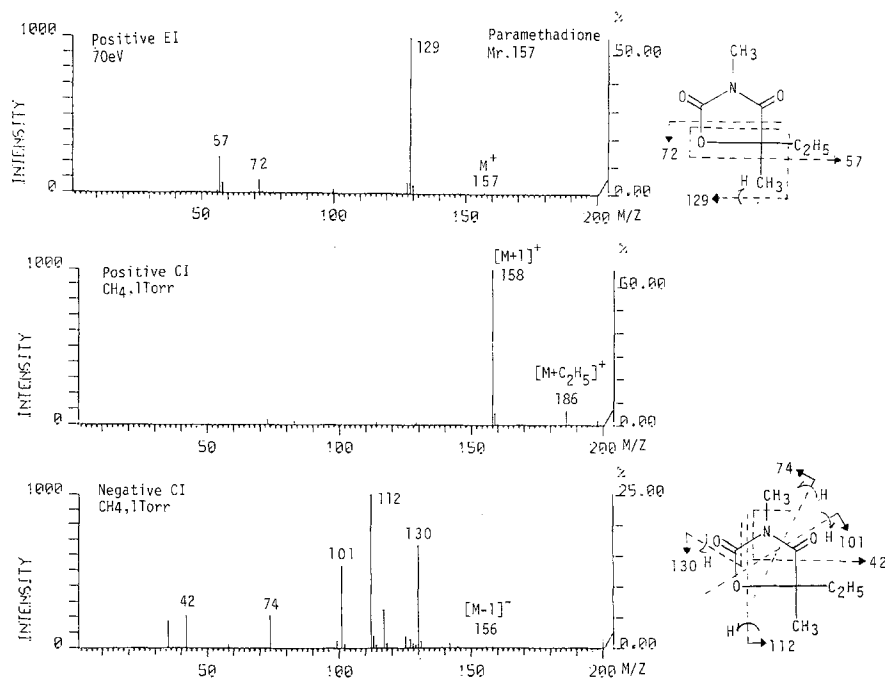 1000
Positive EI
70eV
129
Paramethadione
Mr.157
%
50.00
57
72
M+
157
INTENSITY
0
50
100
150
200
M/Z
0.00
CH3
N
O
O
O
C2H5
CH3
H
72
57
129
1000
Positive CI
CH4.1Torr
[M+1]+
158
%
[M+C2H5]+
186
INTENSITY
0
50
100
150
200
M/Z
0.00
1000
Negative CI
CH4,1Torr
112
130
101
42
74
[M-1]-
156
%
25.00
INTENSITY
0
50
100
150
200
M/Z
0.00
74
CH3
H
N
O
O
H
101
H
130
42
O
C2H5
CH3
H
112